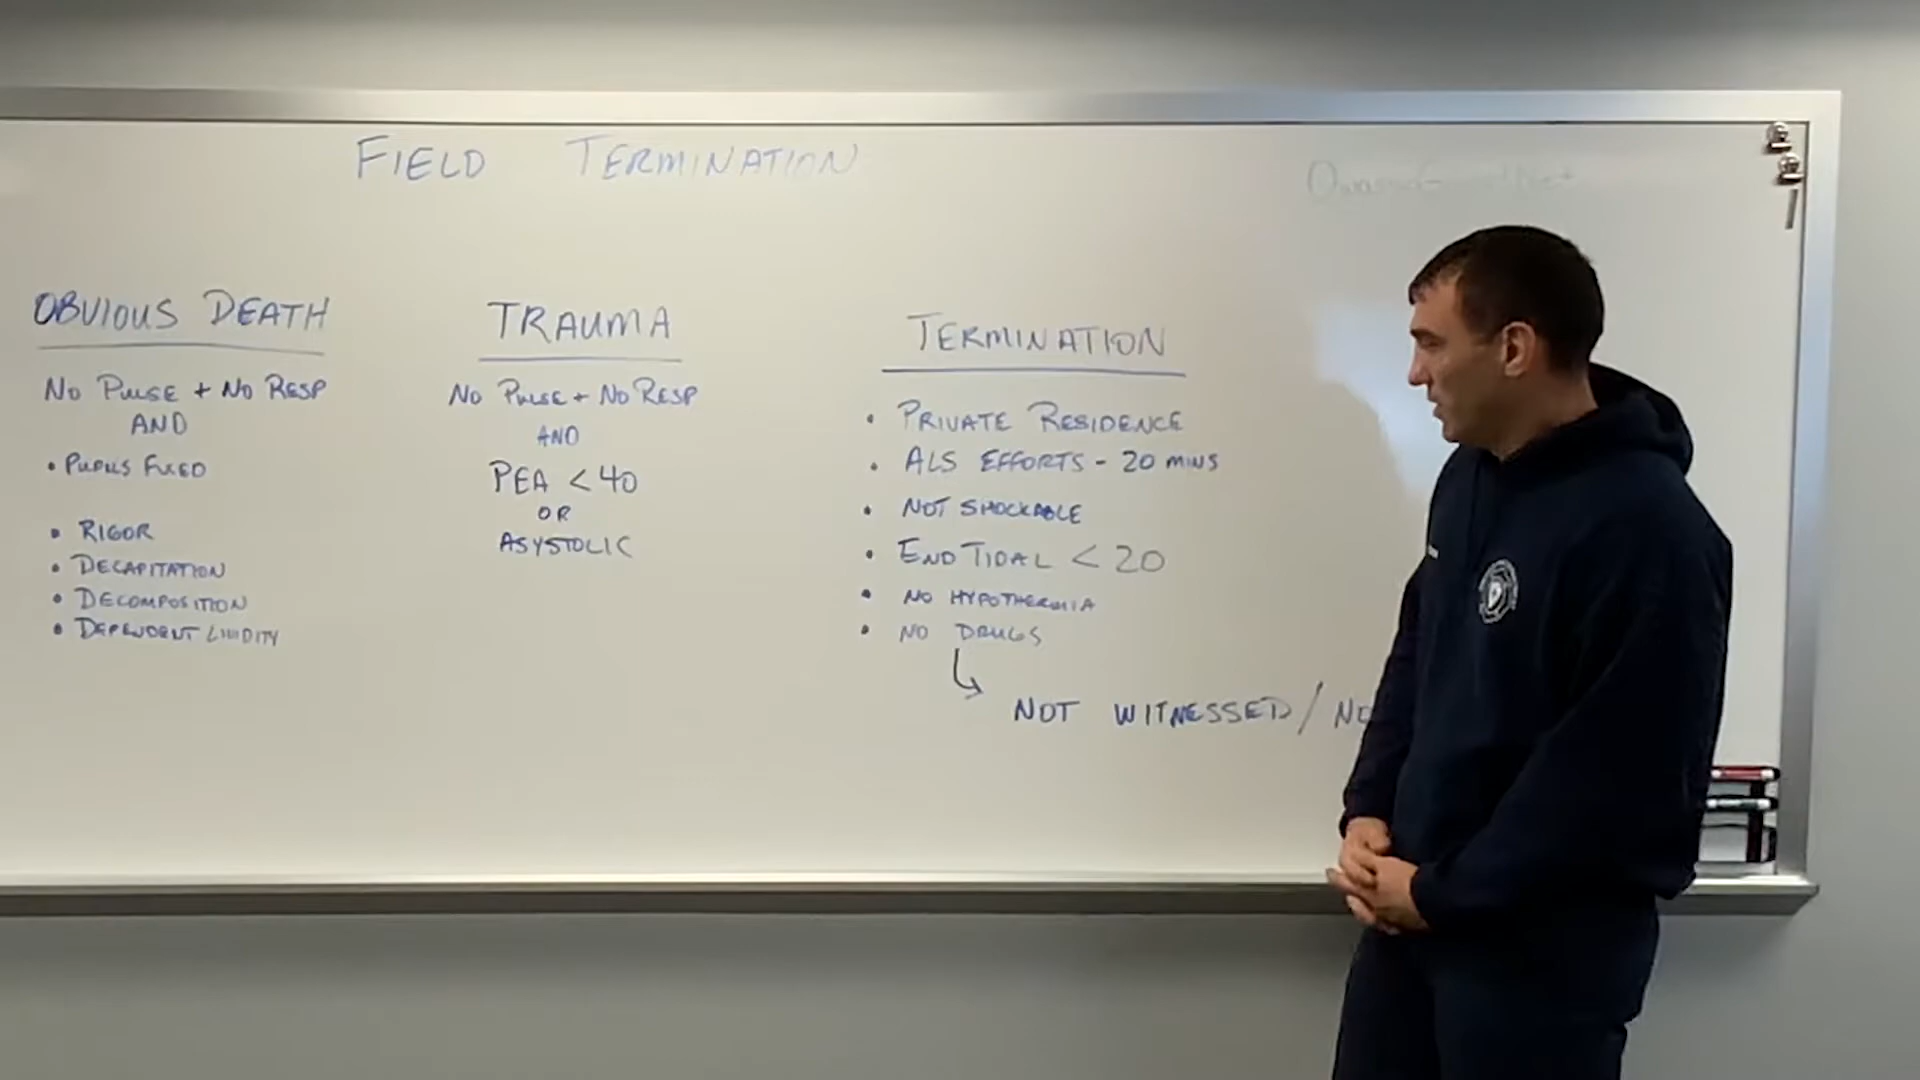 FIELD TERMINATION
OBVIOUS DEATH
NO PULSE + NO RESP
AND
• PUPILS FIXED
• RIGOR
• DECAPITATION
• DECOMPOSITION
• DEPENDENT LIVIDITY
TRAUMA
NO PULSE + NO RESP
AND
PEA < 40
OR
ASYSTOLIC
TERMINATION
• PRIVATE RESIDENCE
• ALS EFFORTS - 20 MINS
• NOT SHOCKABLE
• END TIDAL < 20
• NO HYPOTHERMIA
• NO DRUGS
↳ NOT WITNESSED / NO